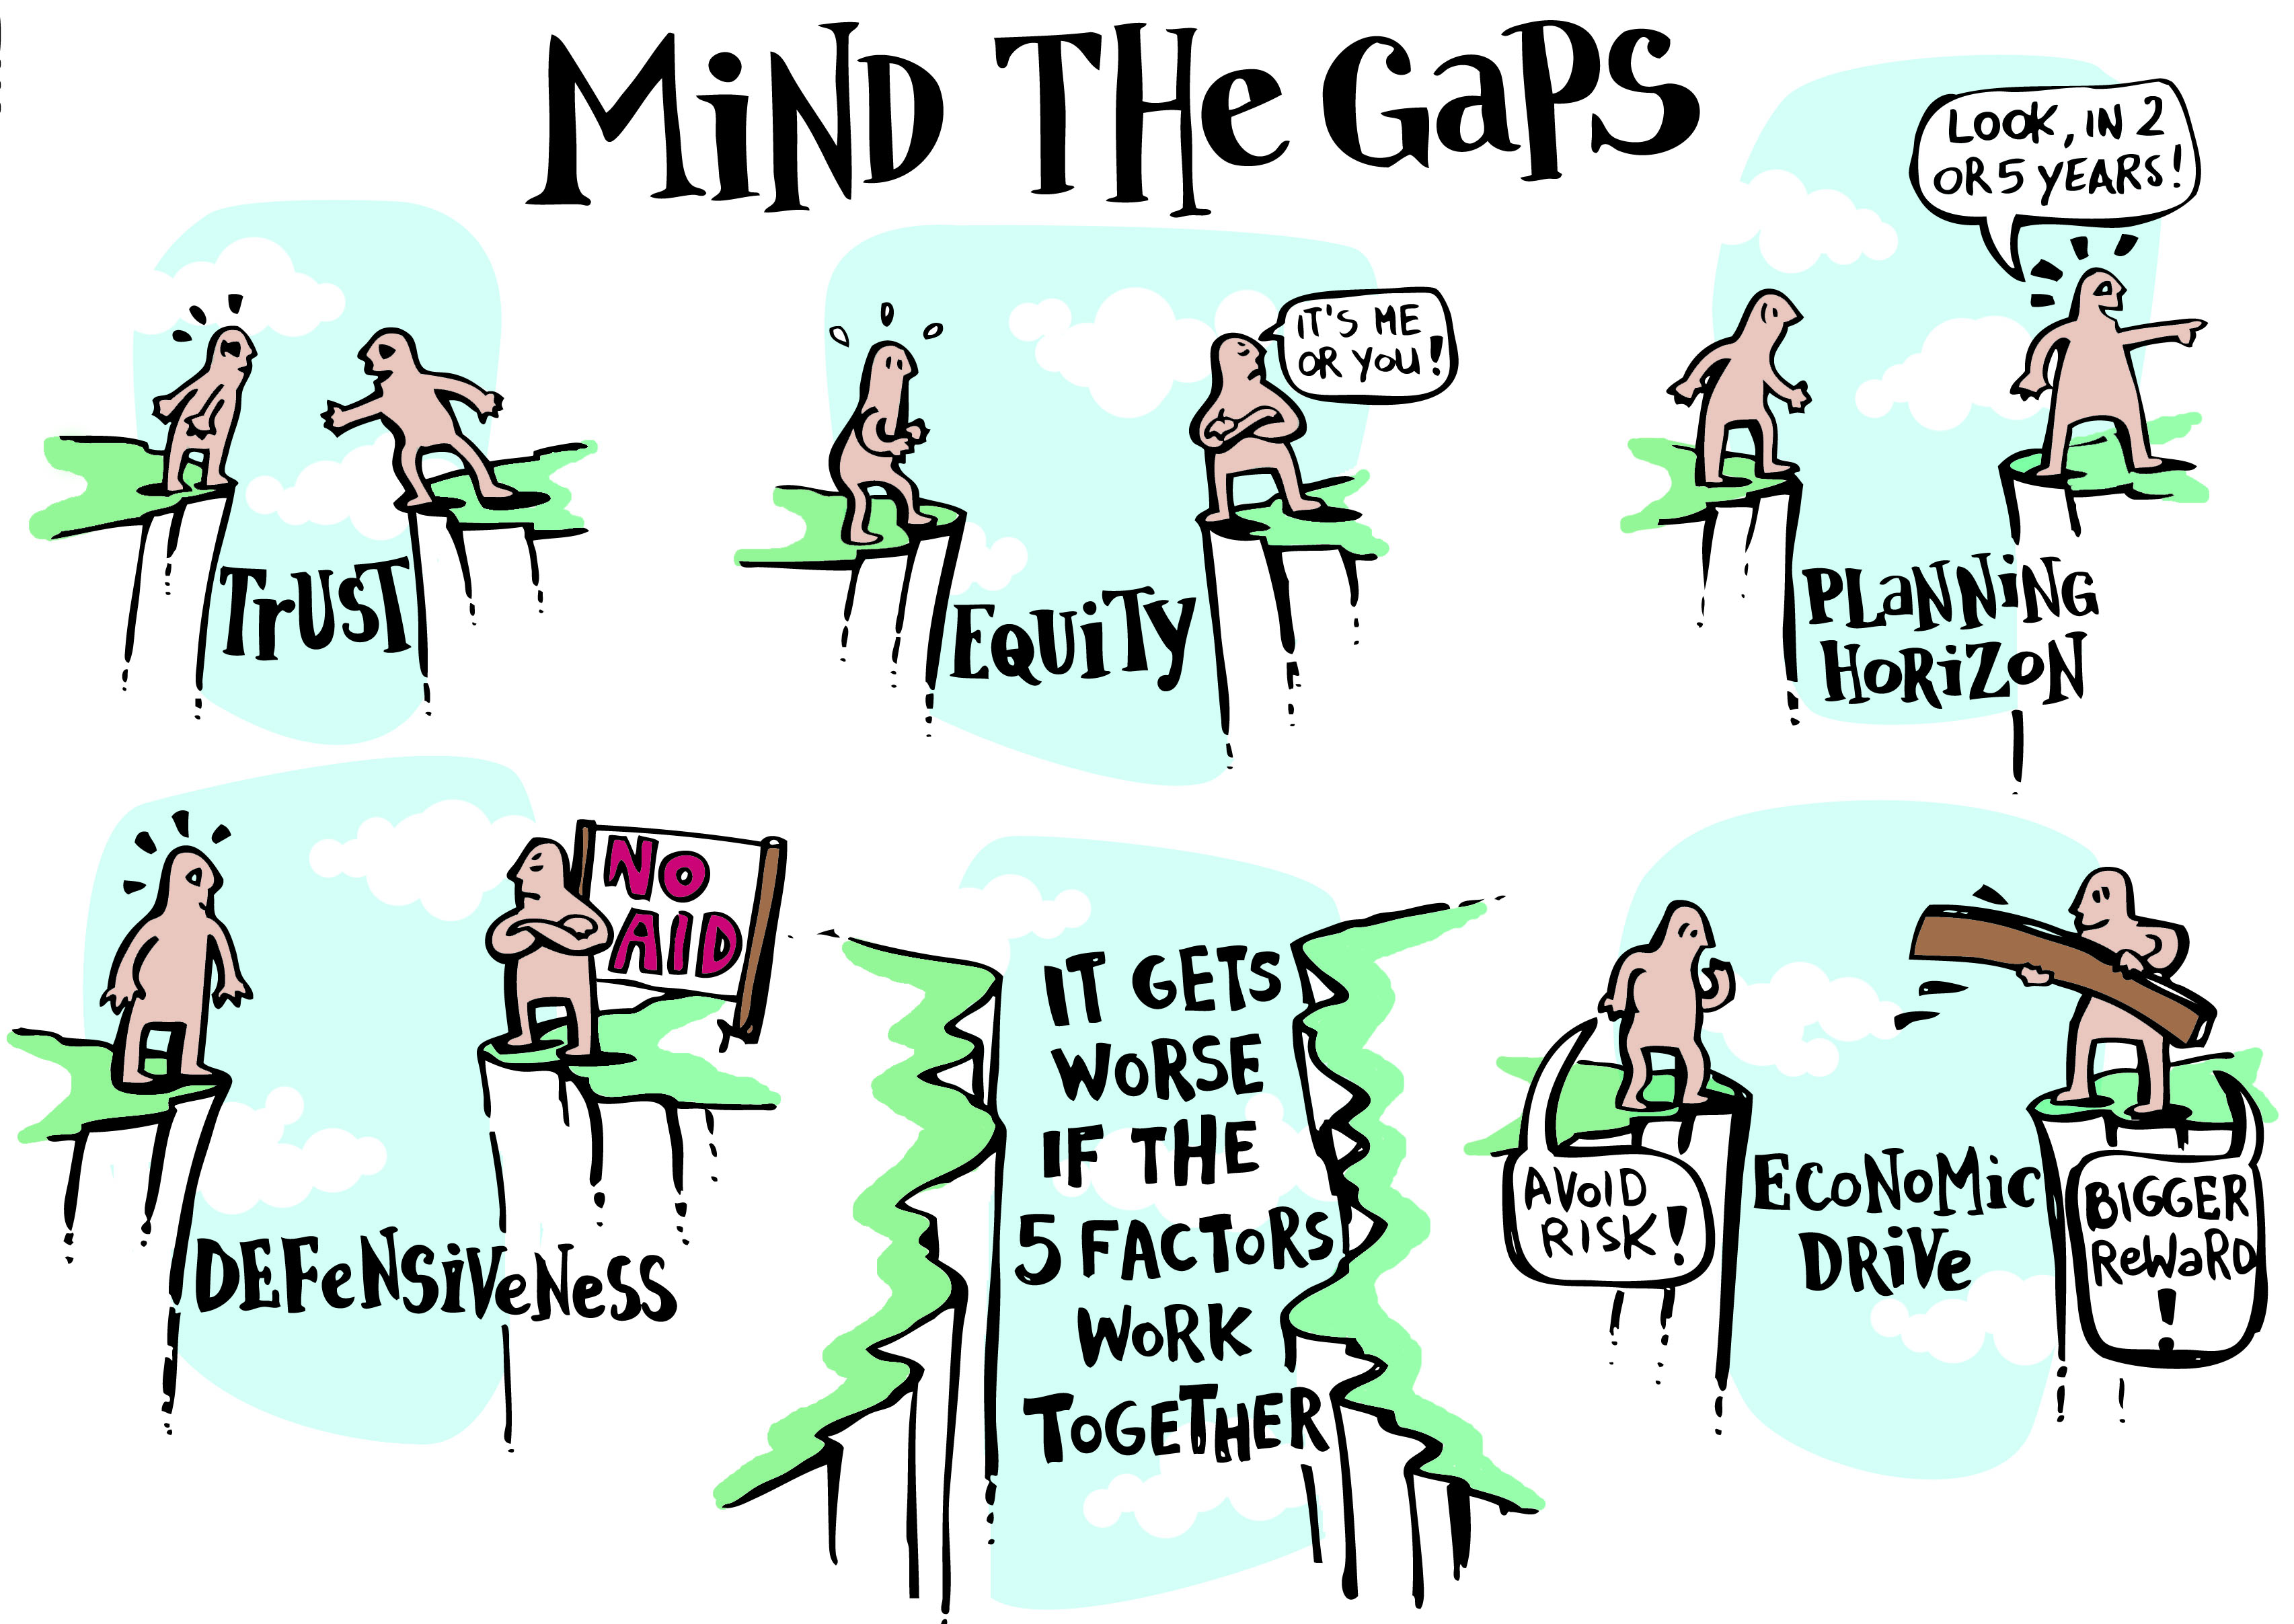 MiND THe GaPS
LOOK, IN 2
OR 5 YEARS!
IT'S ME
OR YOU!
TrUST
EQUiTy
PLaNNiNG
HoRiZoN
NO
AID
DEFeNSiVeNeSS
IT GETS
WORSE
IF THE
5 FACToRS
WoRK
ToGETHER
AVOID
RISK!
ECoNoMiC
DRiVe
BIGGER
ReWaRD
!